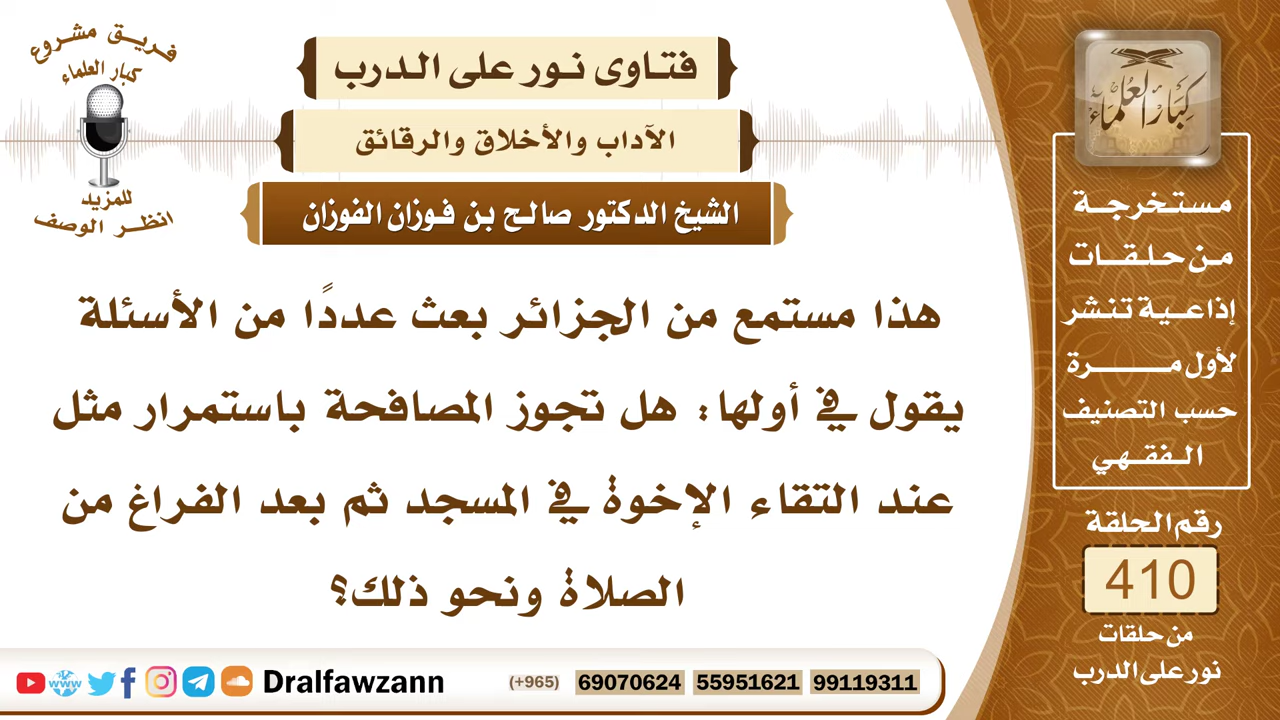 فريق مشروع
كبار العلماء
للمزيد
انظر الوصف
فتاوى نور على الدرب
الآداب والأخلاق والرقائق
الشيخ الدكتور صالح بن فوزان الفوزان
هذا مستمع من الجزائر بعث عددًا من الأسئلة
يقول في أولها: هل تجوز المصافحة باستمرار مثل
عند التقاء الإخوة في المسجد ثم بعد الفراغ من
الصلاة ونحو ذلك؟
كبار العلماء
مستخرجة
من حلقات
إذاعية تنشر
لأول مرة
حسب التصنيف
الفقهي
رقم الحلقة
410
من حلقات
نور على الدرب
www Dralfawzann (+965) 69070624 55951621 99119311